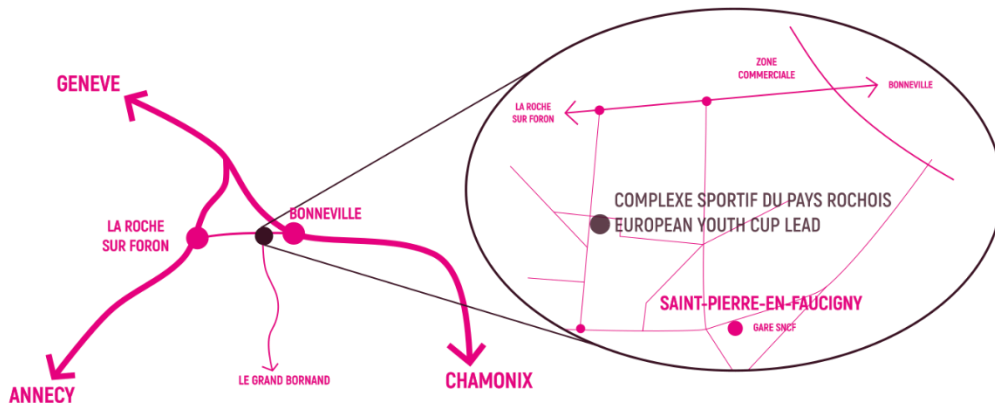 GENEVE
LA ROCHE
SUR FORON
BONNEVILLE
LE GRAND BORNAND
ANNECY
CHAMONIX
ZONE
COMMERCIALE
BONNEVILLE
LA ROCHE
SUR FORON
COMPLEXE SPORTIF DU PAYS ROCHOIS
EUROPEAN YOUTH CUP LEAD
SAINT-PIERRE-EN-FAUCIGNY
GARE SNCF